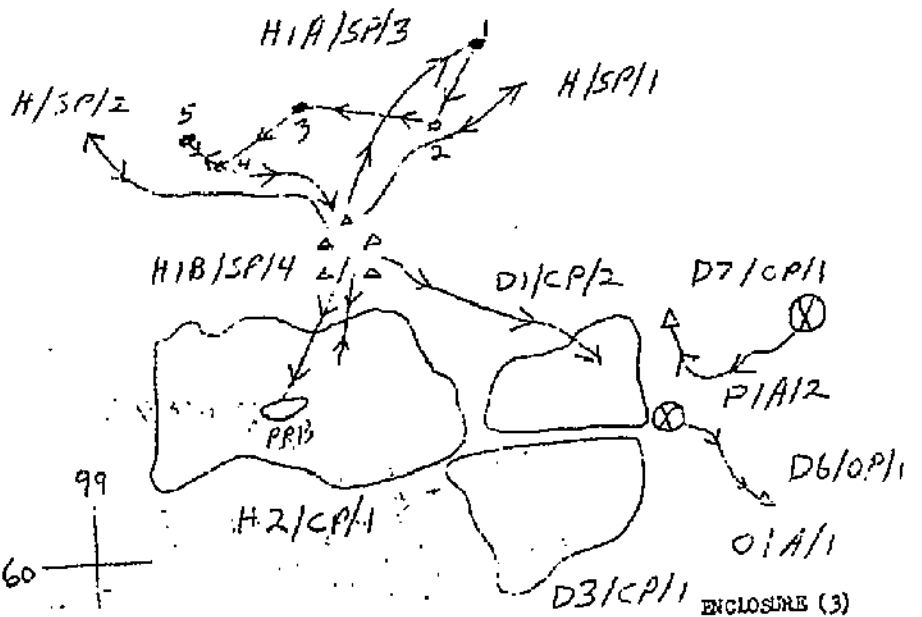 1
H1A/SP/3
H/SP/1
H/SP/2
5
3
4
2
H1B/SP/4
D1/CP/2
D7/CP/1
P1A/2
PPB
D6/OP/1
99
H2/CP/1
O1A/1
60
D3/CP/1
ENCLOSURE (3)